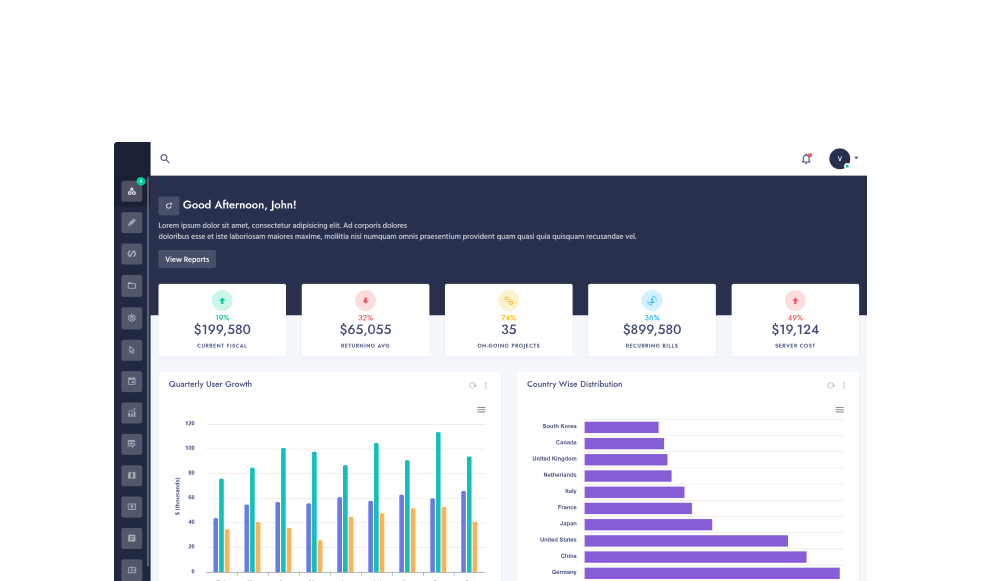 V
Good Afternoon, John!
Lorem ipsum dolor sit amet, consectetur adipisicing elit. Ad corporis dolores
doloribus esse et iste laboriosam maiores maxime, mollitia nisi numquam omnis praesentium provident quam quasi quia quisquam recusandae vel.
View Reports
19%
$199,580
CURRENT FISCAL
32%
$65,055
RETURNING AVG
74%
35
ON-GOING PROJECTS
36%
$899,580
RECURRING BILLS
49%
$19,124
SERVER COST
Quarterly User Growth
120
100
80
60
40
20
0
$ (thousands)
Country Wise Distribution
South Korea
Canada
United Kingdom
Netherlands
Italy
France
Japan
United States
China
Germany